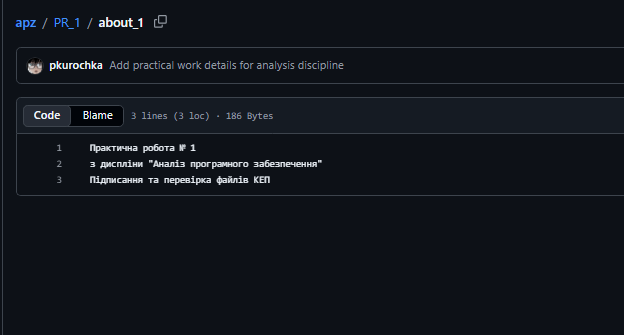 apz / PR_1 / about_1
pkurochka Add practical work details for analysis discipline
Code Blame 3 lines (3 loc) · 186 Bytes
1 Практична робота № 1
2 з диспліни "Аналіз програмного забезпечення"
3 Підписання та перевірка файлів КЕП